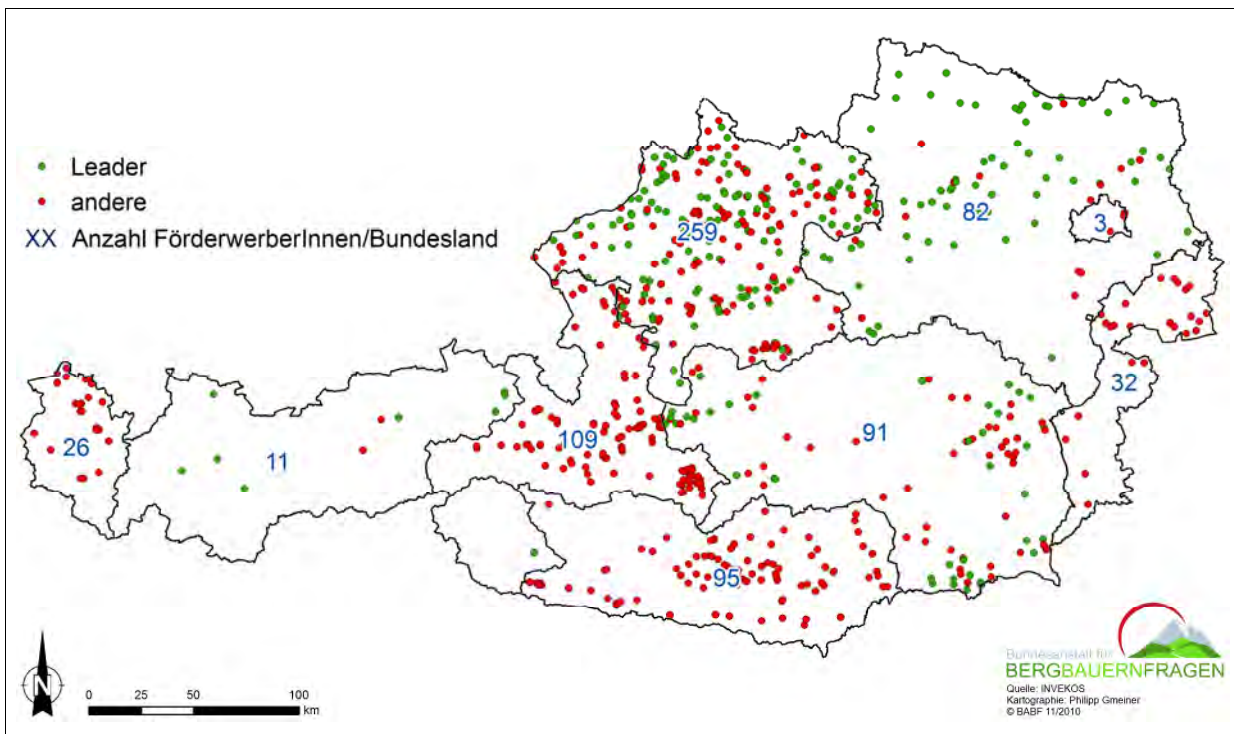 Leader
andere
XX Anzahl FörderwerberInnen/Bundesland
82
3
259
32
26
11
109
91
95
N
0 25 50 100
km
Bundesanstalt für
BERGBAUERNFRAGEN
Quelle: INVEKOS
Kartographie: Philipp Gmeiner
© BABF 11/2010